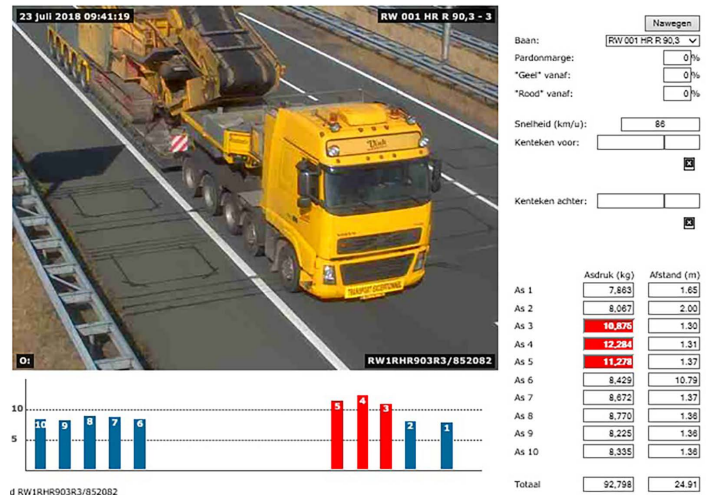 23 juli 2018 09:41:19
RW 001 HR R 90,3 - 3
Vlot
TRANSPORT EXCEPTIONNEL
O:
RW1RHR903R3/852082
Nawegen
Baan: RW 001 HR R 90,3
Pardonmarge: 0 %
"Geel" vanaf: 0 %
"Rood" vanaf: 0 %
Snelheid (km/u): 86
Kenteken voor:
Kenteken achter:
Asdruk (kg) Afstand (m)
As 1 7,863 1.65
As 2 8,067 2.00
As 3 10,875 1.30
As 4 12,284 1.31
As 5 11,278 1.37
As 6 8,429 10.79
As 7 8,672 1.37
As 8 8,770 1.36
As 9 8,225 1.36
As 10 8,335 1.36
Totaal 92,798 24.91
10
5
10 9 8 7 6 5 4 3 2 1
d RW1RHR903R3/852082